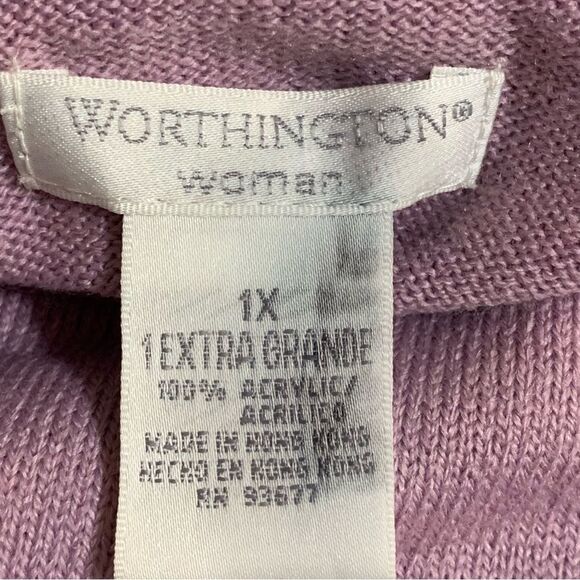 WORTHINGTON®
woman
1X
1 EXTRA GRANDE
100% ACRYLIC/
ACRILICO
MADE IN HONG KONG
HECHO EN HONG KONG
RN 93677